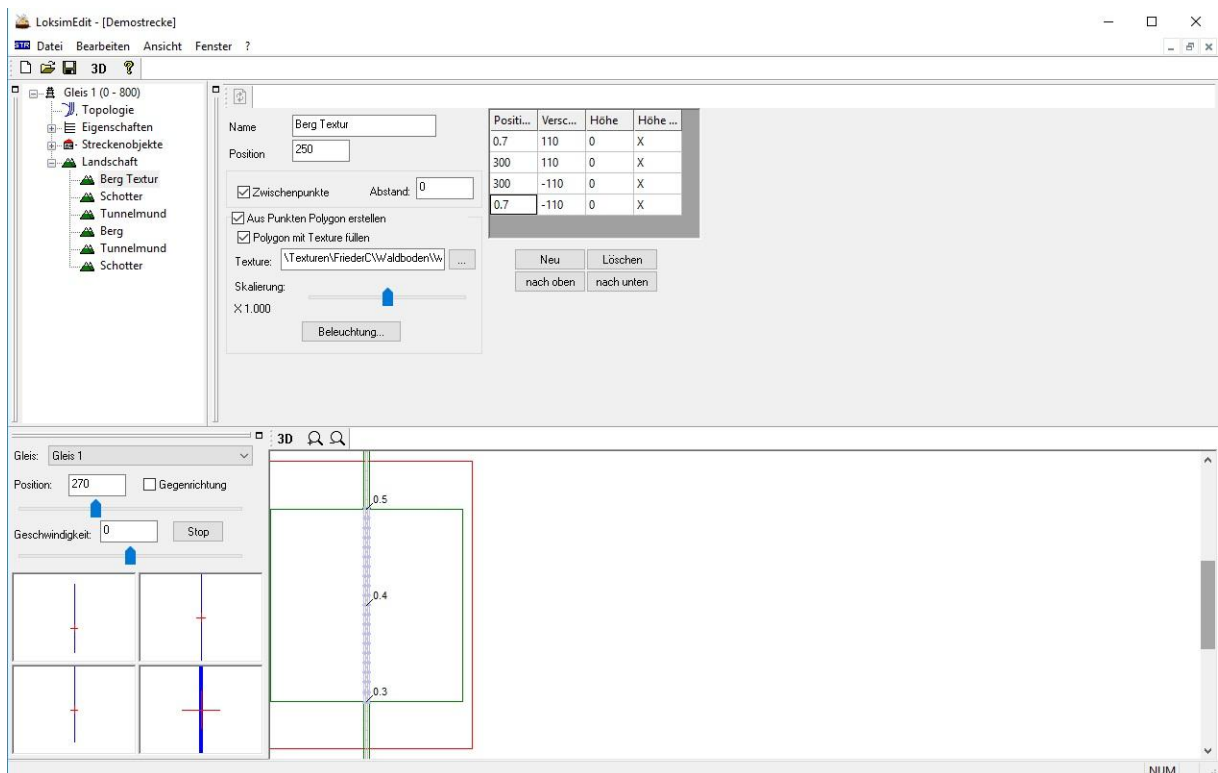 LoksimEdit - [Demostrecke]
STR Datei Bearbeiten Ansicht Fenster ?
3D ?
Gleis 1 (0 - 800)
Topologie
Eigenschaften
Streckenobjekte
Landschaft
Berg Textur
Schotter
Tunnelmund
Berg
Tunnelmund
Schotter
Name Berg Textur
Position 250
Zwischenpunkte Abstand: 0
Aus Punkten Polygon erstellen
Polygon mit Texture füllen
Texture: \Texturen\FriederC\Waldboden\W ...
Skalierung:
X 1.000
Beleuchtung...
Positi... Versc... Höhe Höhe ...
0.7 110 0 X
300 110 0 X
300 -110 0 X
0.7 -110 0 X
Neu Löschen
nach oben nach unten
Gleis: Gleis 1
Position: 270 Gegenrichtung
Geschwindigkeit: 0 Stop
3D
0.5
0.4
0.3
NUM